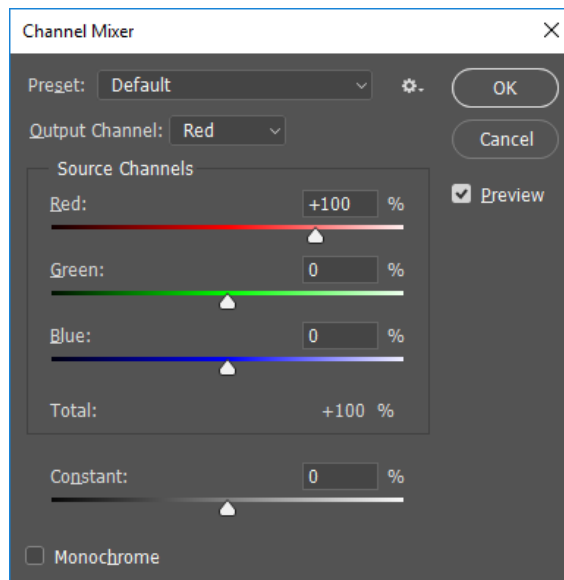 Channel Mixer
Preset: Default
OK
Output Channel: Red
Cancel
Source Channels
Preview
Red: +100 %
Green: 0 %
Blue: 0 %
Total: +100 %
Constant: 0 %
Monochrome